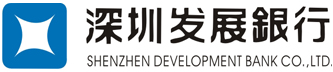 深圳发展銀行
SHENZHEN DEVELOPMENT BANK CO.,LTD.